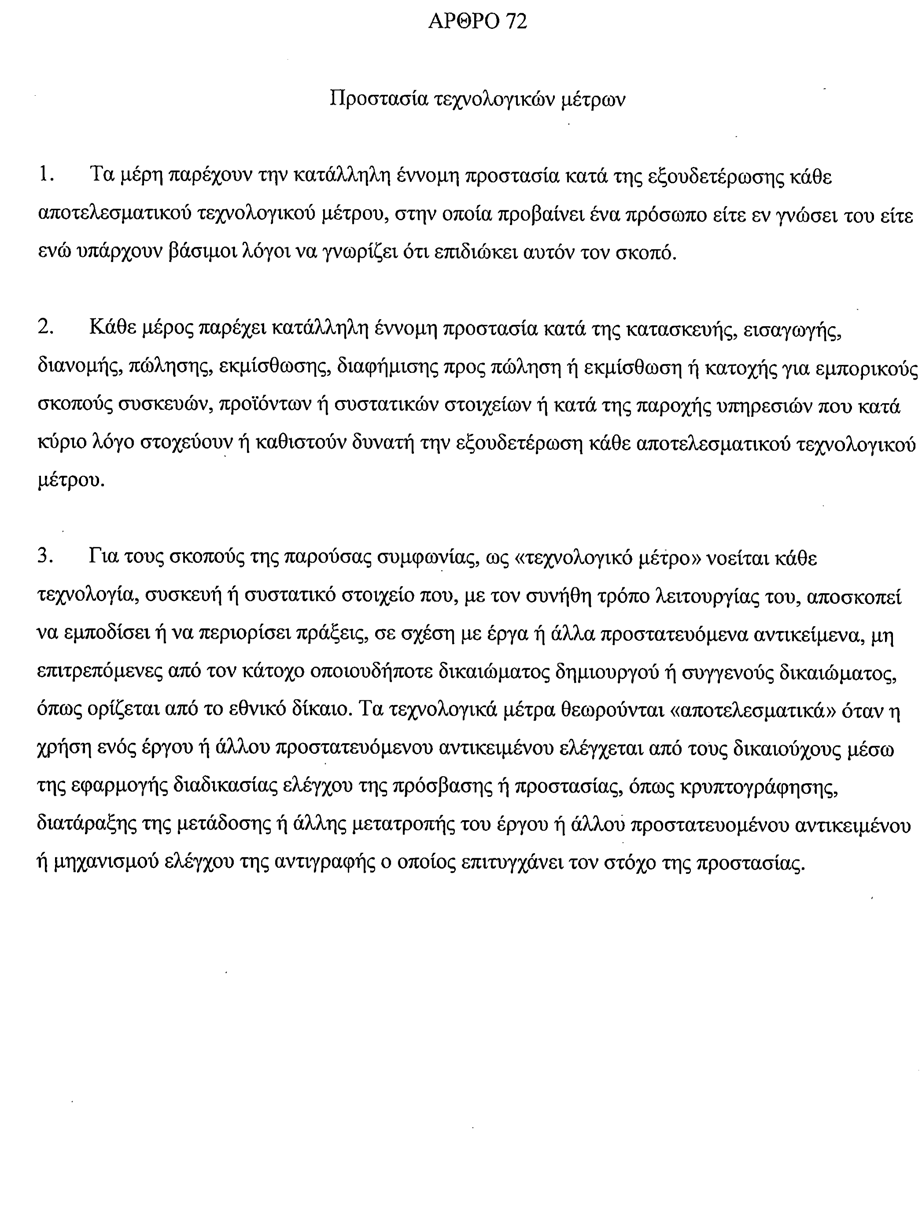 ΑΡΘΡΟ 72
Προστασία τεχνολογικών μέτρων
1. Τα μέρη παρέχουν την κατάλληλη έννομη προστασία κατά της εξουδετέρωσης κάθε
αποτελεσματικού τεχνολογικού μέτρου, στην οποία προβαίνει ένα πρόσωπο είτε εν γνώσει του είτε
ενώ υπάρχουν βάσιμοι λόγοι να γνωρίζει ότι επιδιώκει αυτόν τον σκοπό.
2. Κάθε μέρος παρέχει κατάλληλη έννομη προστασία κατά της κατασκευής, εισαγωγής,
διανομής, πώλησης, εκμίσθωσης, διαφήμισης προς πώληση ή εκμίσθωση ή κατοχής για εμπορικούς
σκοπούς συσκευών, προϊόντων ή συστατικών στοιχείων ή κατά της παροχής υπηρεσιών που κατά
κύριο λόγο στοχεύουν ή καθιστούν δυνατή την εξουδετέρωση κάθε αποτελεσματικού τεχνολογικού
μέτρου.
3. Για τους σκοπούς της παρούσας συμφωνίας, ως «τεχνολογικό μέτρο» νοείται κάθε
τεχνολογία, συσκευή ή συστατικό στοιχείο που, με τον συνήθη τρόπο λειτουργίας του, αποσκοπεί
να εμποδίσει ή να περιορίσει πράξεις, σε σχέση με έργα ή άλλα προστατευόμενα αντικείμενα, μη
επιτρεπόμενες από τον κάτοχο οποιουδήποτε δικαιώματος δημιουργού ή συγγενούς δικαιώματος,
όπως ορίζεται από το εθνικό δίκαιο. Τα τεχνολογικά μέτρα θεωρούνται «αποτελεσματικά» όταν η
χρήση ενός έργου ή άλλου προστατευόμενου αντικειμένου ελέγχεται από τους δικαιούχους μέσω
της εφαρμογής διαδικασίας ελέγχου της πρόσβασης ή προστασίας, όπως κρυπτογράφησης,
διατάραξης της μετάδοσης ή άλλης μετατροπής του έργου ή άλλου προστατευομένου αντικειμένου
ή μηχανισμού ελέγχου της αντιγραφής ο οποίος επιτυγχάνει τον στόχο της προστασίας.